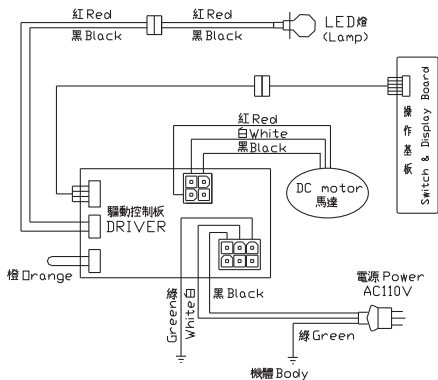 紅Red
紅Red
LED燈
(Lamp)
黑Black
黑Black
操作基板
Switch & Display Board
紅Red
白White
黑Black
DC motor
馬達
驅動控制板
DRIVER
橙Orange
綠
Green
白
White
黑Black
電源Power
AC110V
綠Green
機體Body